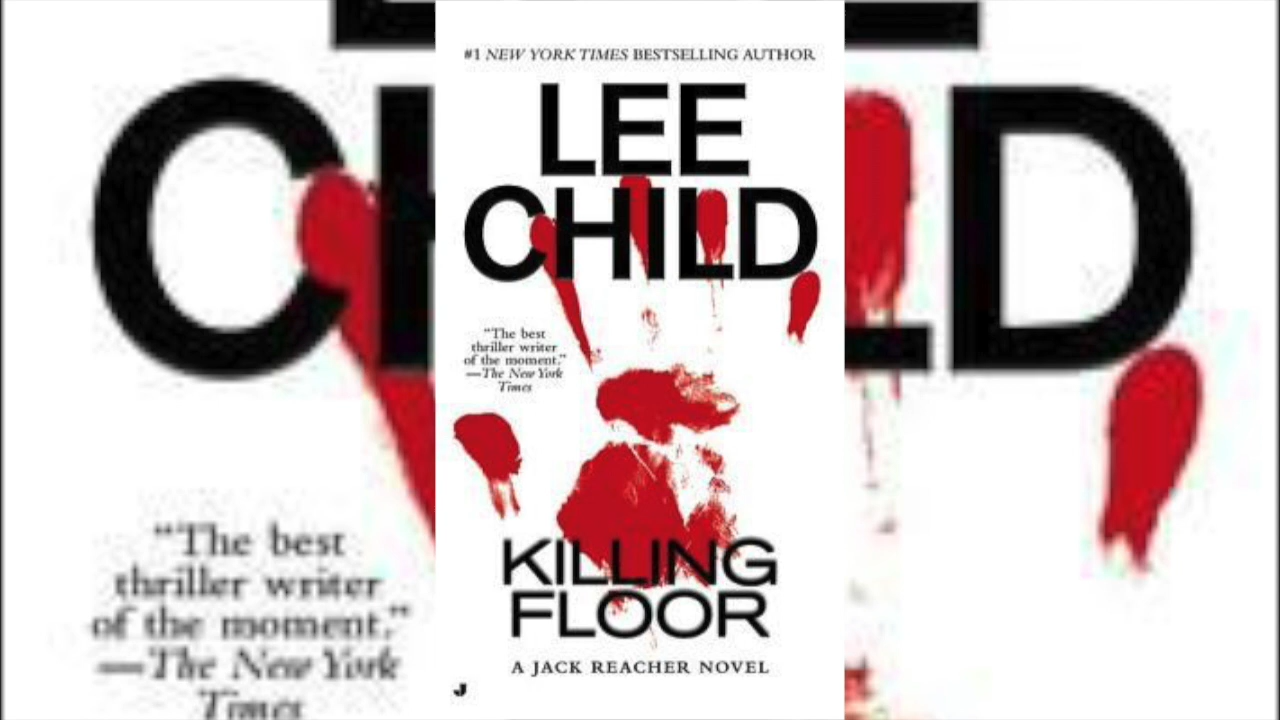 #1 NEW YORK TIMES BESTSELLING AUTHOR
LEE
CHILD
“The best
thriller writer
of the moment.”
—The New York
Times
KILLING
FLOOR
A JACK REACHER NOVEL
J
C
LD
“The best
thriller writer
of the moment.”
—The New York
Times